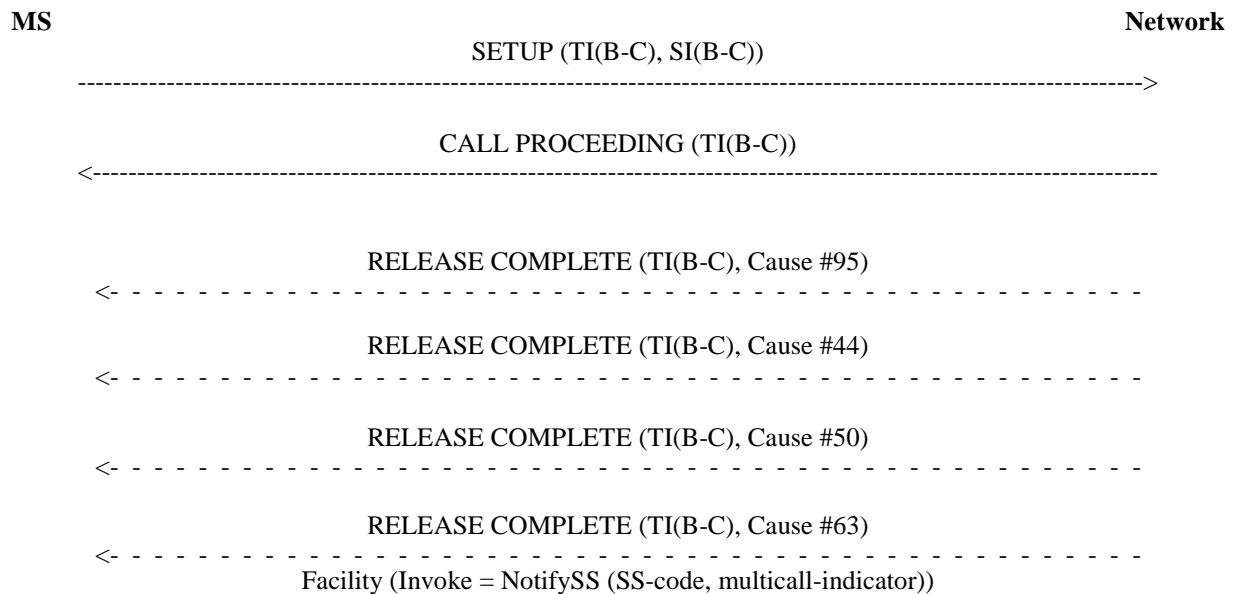 MS Network
SETUP (TI(B-C), SI(B-C))
CALL PROCEEDING (TI(B-C))
RELEASE COMPLETE (TI(B-C), Cause #95)
RELEASE COMPLETE (TI(B-C), Cause #44)
RELEASE COMPLETE (TI(B-C), Cause #50)
RELEASE COMPLETE (TI(B-C), Cause #63)
Facility (Invoke = NotifySS (SS-code, multicall-indicator))